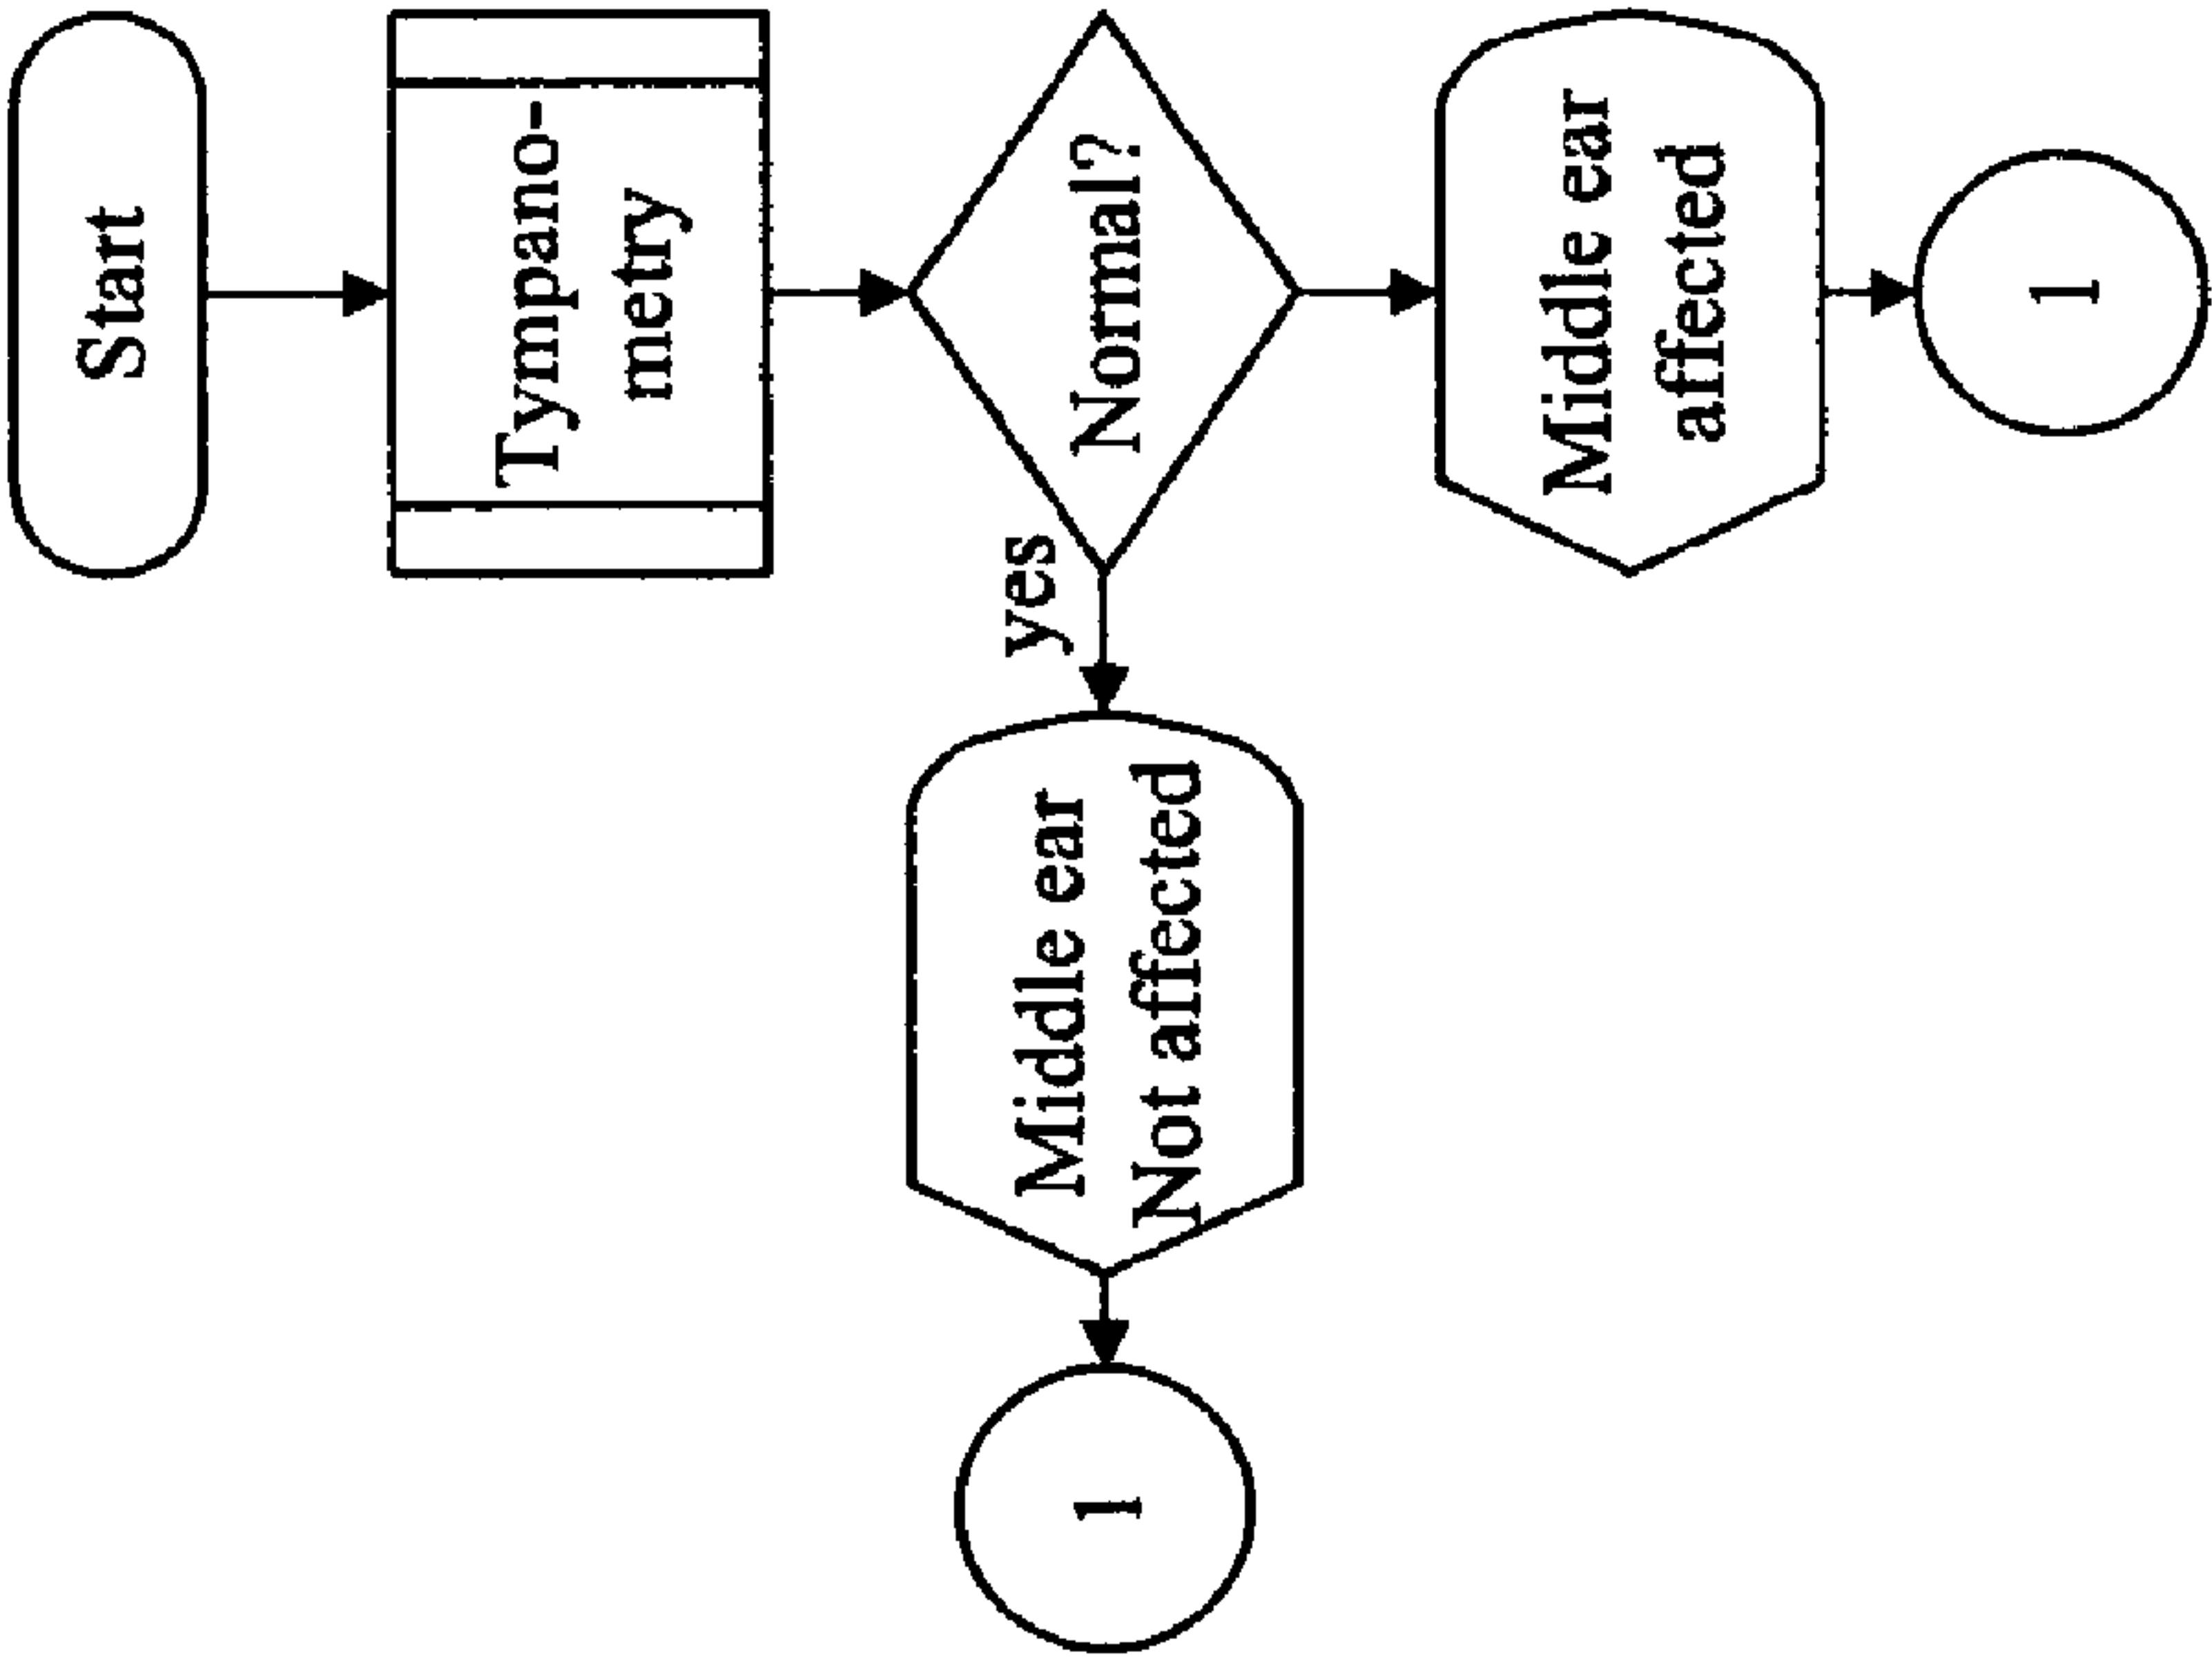 Start
Tympano-
metry
Normal?
yes
Middle ear
Not affected
1
Middle ear
affected
1